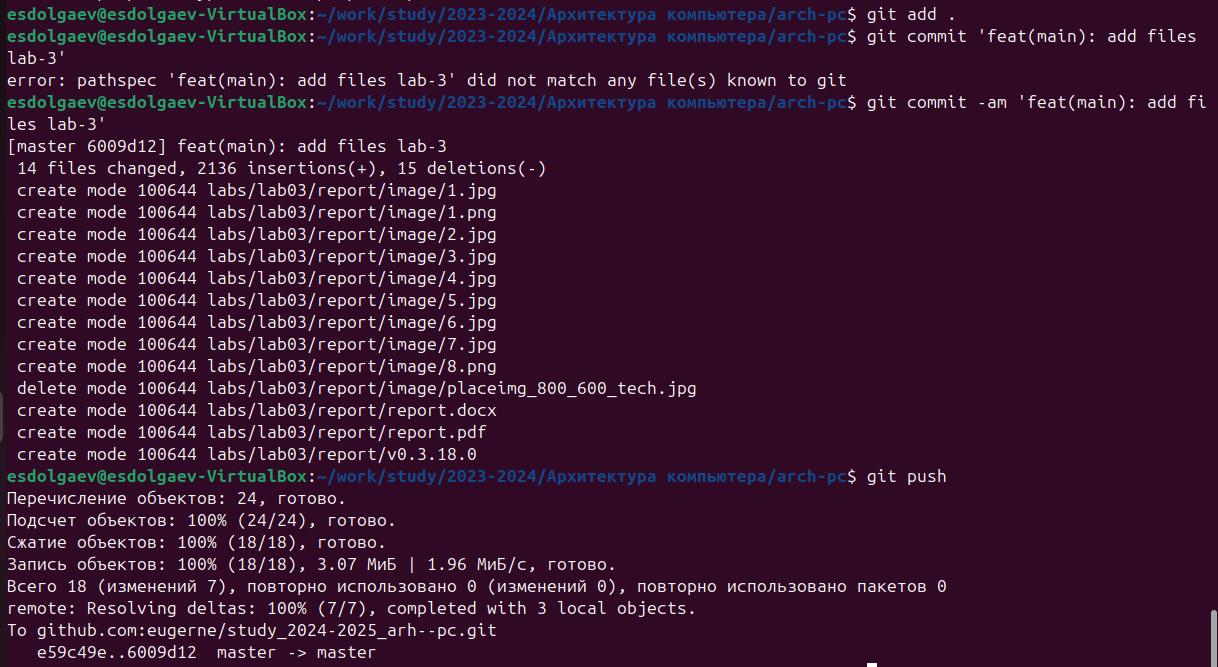 esdolgaev@esdolgaev-VirtualBox:~/work/study/2023-2024/Архитектура компьютера/arch-pc$ git add .
esdolgaev@esdolgaev-VirtualBox:~/work/study/2023-2024/Архитектура компьютера/arch-pc$ git commit 'feat(main): add files
lab-3'
error: pathspec 'feat(main): add files lab-3' did not match any file(s) known to git
esdolgaev@esdolgaev-VirtualBox:~/work/study/2023-2024/Архитектура компьютера/arch-pc$ git commit -am 'feat(main): add fi
les lab-3'
[master 6009d12] feat(main): add files lab-3
 14 files changed, 2136 insertions(+), 15 deletions(-)
 create mode 100644 labs/lab03/report/image/1.jpg
 create mode 100644 labs/lab03/report/image/1.png
 create mode 100644 labs/lab03/report/image/2.jpg
 create mode 100644 labs/lab03/report/image/3.jpg
 create mode 100644 labs/lab03/report/image/4.jpg
 create mode 100644 labs/lab03/report/image/5.jpg
 create mode 100644 labs/lab03/report/image/6.jpg
 create mode 100644 labs/lab03/report/image/7.jpg
 create mode 100644 labs/lab03/report/image/8.png
 delete mode 100644 labs/lab03/report/image/placeimg_800_600_tech.jpg
 create mode 100644 labs/lab03/report/report.docx
 create mode 100644 labs/lab03/report/report.pdf
 create mode 100644 labs/lab03/report/v0.3.18.0
esdolgaev@esdolgaev-VirtualBox:~/work/study/2023-2024/Архитектура компьютера/arch-pc$ git push
Перечисление объектов: 24, готово.
Подсчет объектов: 100% (24/24), готово.
Сжатие объектов: 100% (18/18), готово.
Запись объектов: 100% (18/18), 3.07 МиБ | 1.96 МиБ/с, готово.
Всего 18 (изменений 7), повторно использовано 0 (изменений 0), повторно использовано пакетов 0
remote: Resolving deltas: 100% (7/7), completed with 3 local objects.
To github.com:eugerne/study_2024-2025_arh--pc.git
   e59c49e..6009d12  master -> master